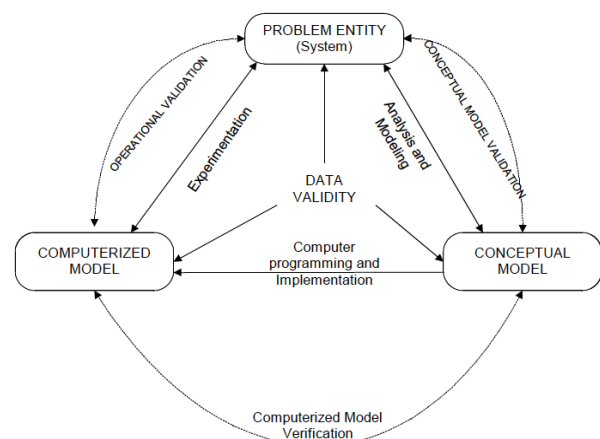 PROBLEM ENTITY
(System)
OPERATIONAL VALIDATION
Experimentation
Analysis and
Modeling
CONCEPTUAL MODEL VALIDATION
DATA
VALIDITY
COMPUTERIZED
MODEL
Computer
programming and
Implementation
CONCEPTUAL
MODEL
Computerized Model
Verification